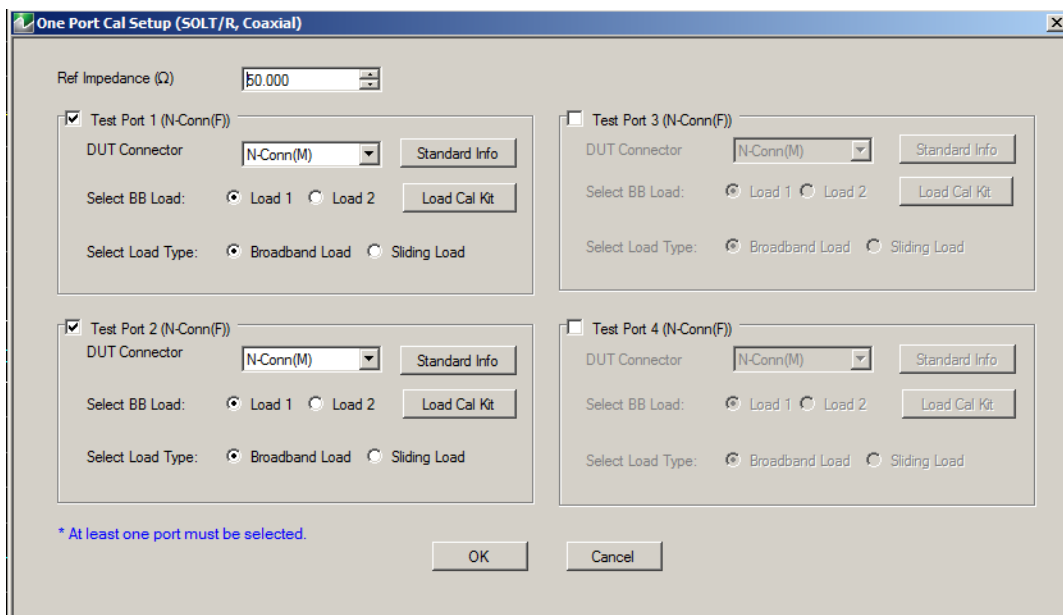 One Port Cal Setup (SOLT/R, Coaxial)
Ref Impedance (Ω) 50.000
Test Port 1 (N-Conn(F))
DUT Connector N-Conn(M) Standard Info
Select BB Load: Load 1 Load 2 Load Cal Kit
Select Load Type: Broadband Load Sliding Load
Test Port 3 (N-Conn(F))
DUT Connector N-Conn(M) Standard Info
Select BB Load: Load 1 Load 2 Load Cal Kit
Select Load Type: Broadband Load Sliding Load
Test Port 2 (N-Conn(F))
DUT Connector N-Conn(M) Standard Info
Select BB Load: Load 1 Load 2 Load Cal Kit
Select Load Type: Broadband Load Sliding Load
Test Port 4 (N-Conn(F))
DUT Connector N-Conn(M) Standard Info
Select BB Load: Load 1 Load 2 Load Cal Kit
Select Load Type: Broadband Load Sliding Load
* At least one port must be selected.
OK Cancel